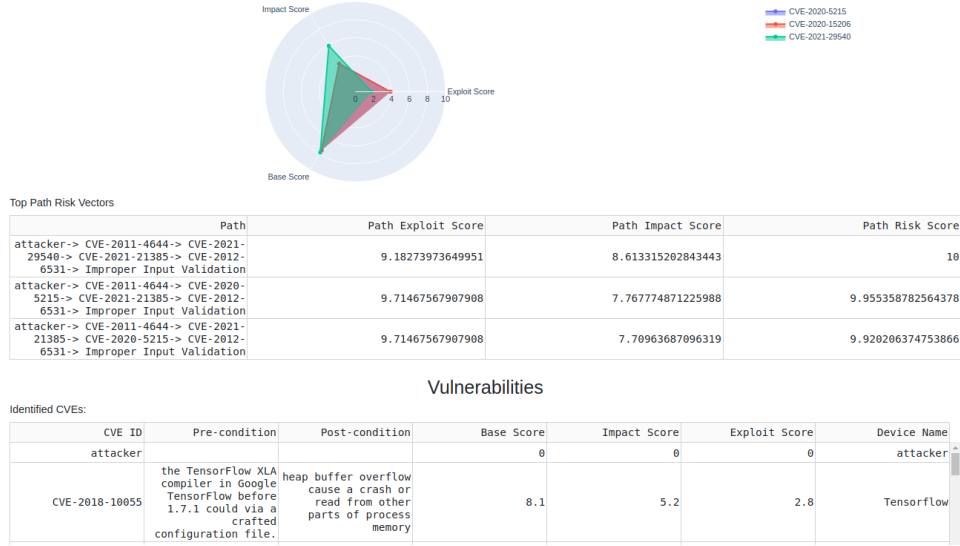 Impact Score
CVE-2020-5215
CVE-2020-15206
CVE-2021-29540
Exploit Score
0 2 4 6 8 10
Base Score
Top Path Risk Vectors
Path Path Exploit Score Path Impact Score Path Risk Score
attacker-> CVE-2011-4644-> CVE-2021-
29540-> CVE-2021-21385-> CVE-2012- 9.18273973649951 8.613315202843443 10
6531-> Improper Input Validation
attacker-> CVE-2011-4644-> CVE-2020-
5215-> CVE-2021-21385-> CVE-2012- 9.71467567907908 7.767774871225988 9.955358782564378
6531-> Improper Input Validation
attacker-> CVE-2011-4644-> CVE-2021-
21385-> CVE-2020-5215-> CVE-2012- 9.71467567907908 7.70963687096319 9.920206374753866
6531-> Improper Input Validation
Vulnerabilities
Identified CVEs:
CVE ID Pre-condition Post-condition Base Score Impact Score Exploit Score Device Name
attacker 0 0 0 attacker
the TensorFlow XLA
compiler in Google heap buffer overflow
TensorFlow before cause a crash or
CVE-2018-10055 1.7.1 could via a read from other 8.1 5.2 2.8 Tensorflow
crafted parts of process
configuration file. memory